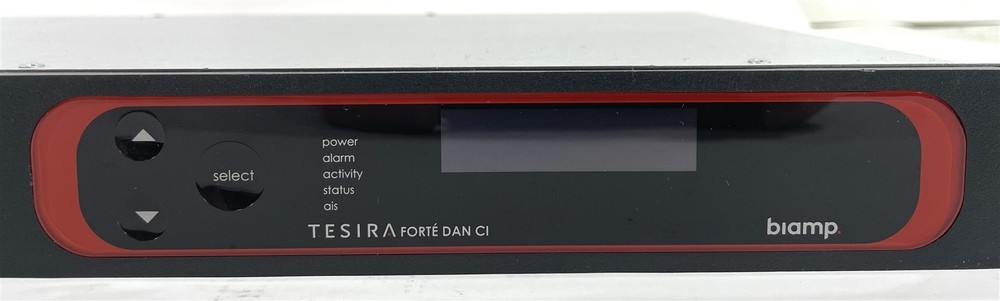 power
alarm
activity
select
status
ais
TESIRA FORTÉ DAN CI
biamp.